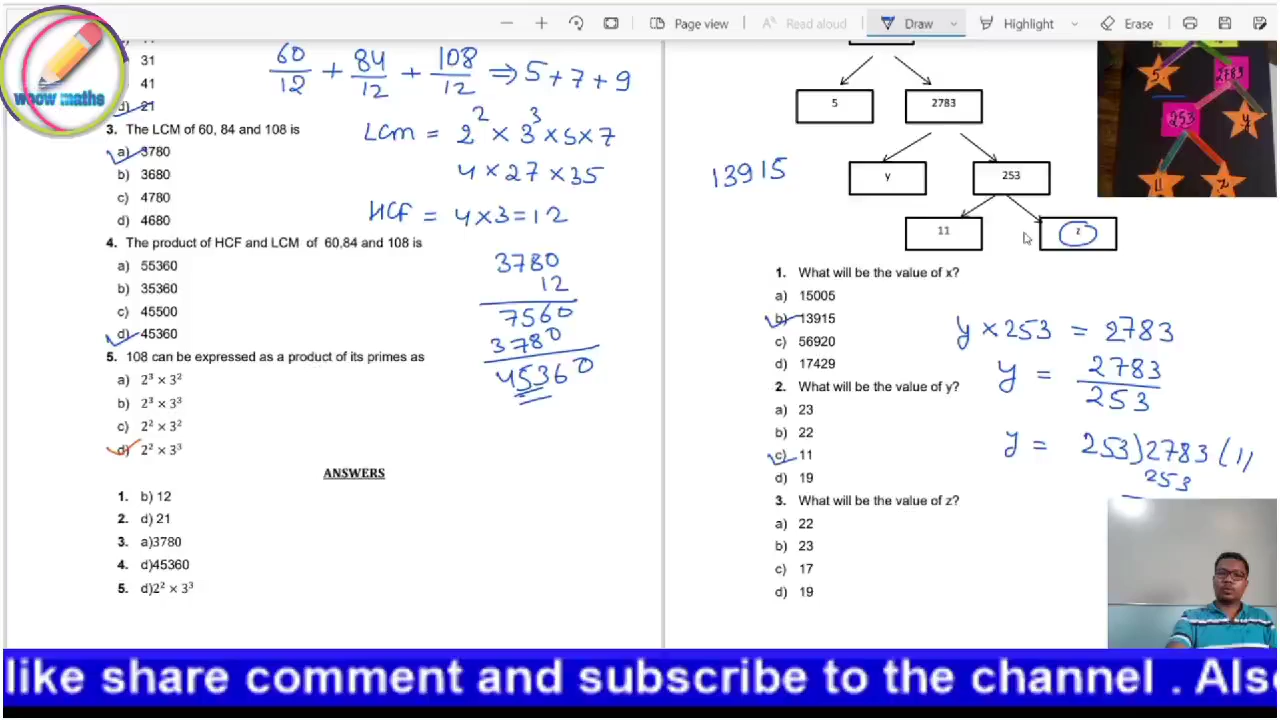 Page view
Read aloud
Draw
Highlight
Erase
woow maths
31
41
d) 21
60/12 + 84/12 + 108/12 ⇒ 5 + 7 + 9
3. The LCM of 60, 84 and 108 is
a) 3780
b) 3680
c) 4780
d) 4680
LCM = 2² × 3³ × 5 × 7
4 × 27 × 35
HCF = 4 × 3 = 12
4. The product of HCF and LCM of 60,84 and 108 is
a) 55360
b) 35360
c) 45500
d) 45360
3780
12
7560
3780
45360
5. 108 can be expressed as a product of its primes as
a) 2³ × 3²
b) 2³ × 3³
c) 2² × 3²
d) 2² × 3³
ANSWERS
1. b) 12
2. d) 21
3. a)3780
4. d)45360
5. d)2² × 3³
5
2783
y
253
11
z
13915
5
2783
253
y
11
z
1. What will be the value of x?
a) 15005
b) 13915
c) 56920
d) 17429
2. What will be the value of y?
a) 23
b) 22
c) 11
d) 19
3. What will be the value of z?
a) 22
b) 23
c) 17
d) 19
y × 253 = 2783
y = 2783/253
y = 253)2783(11
253
like share comment and subscribe to the channel . Also